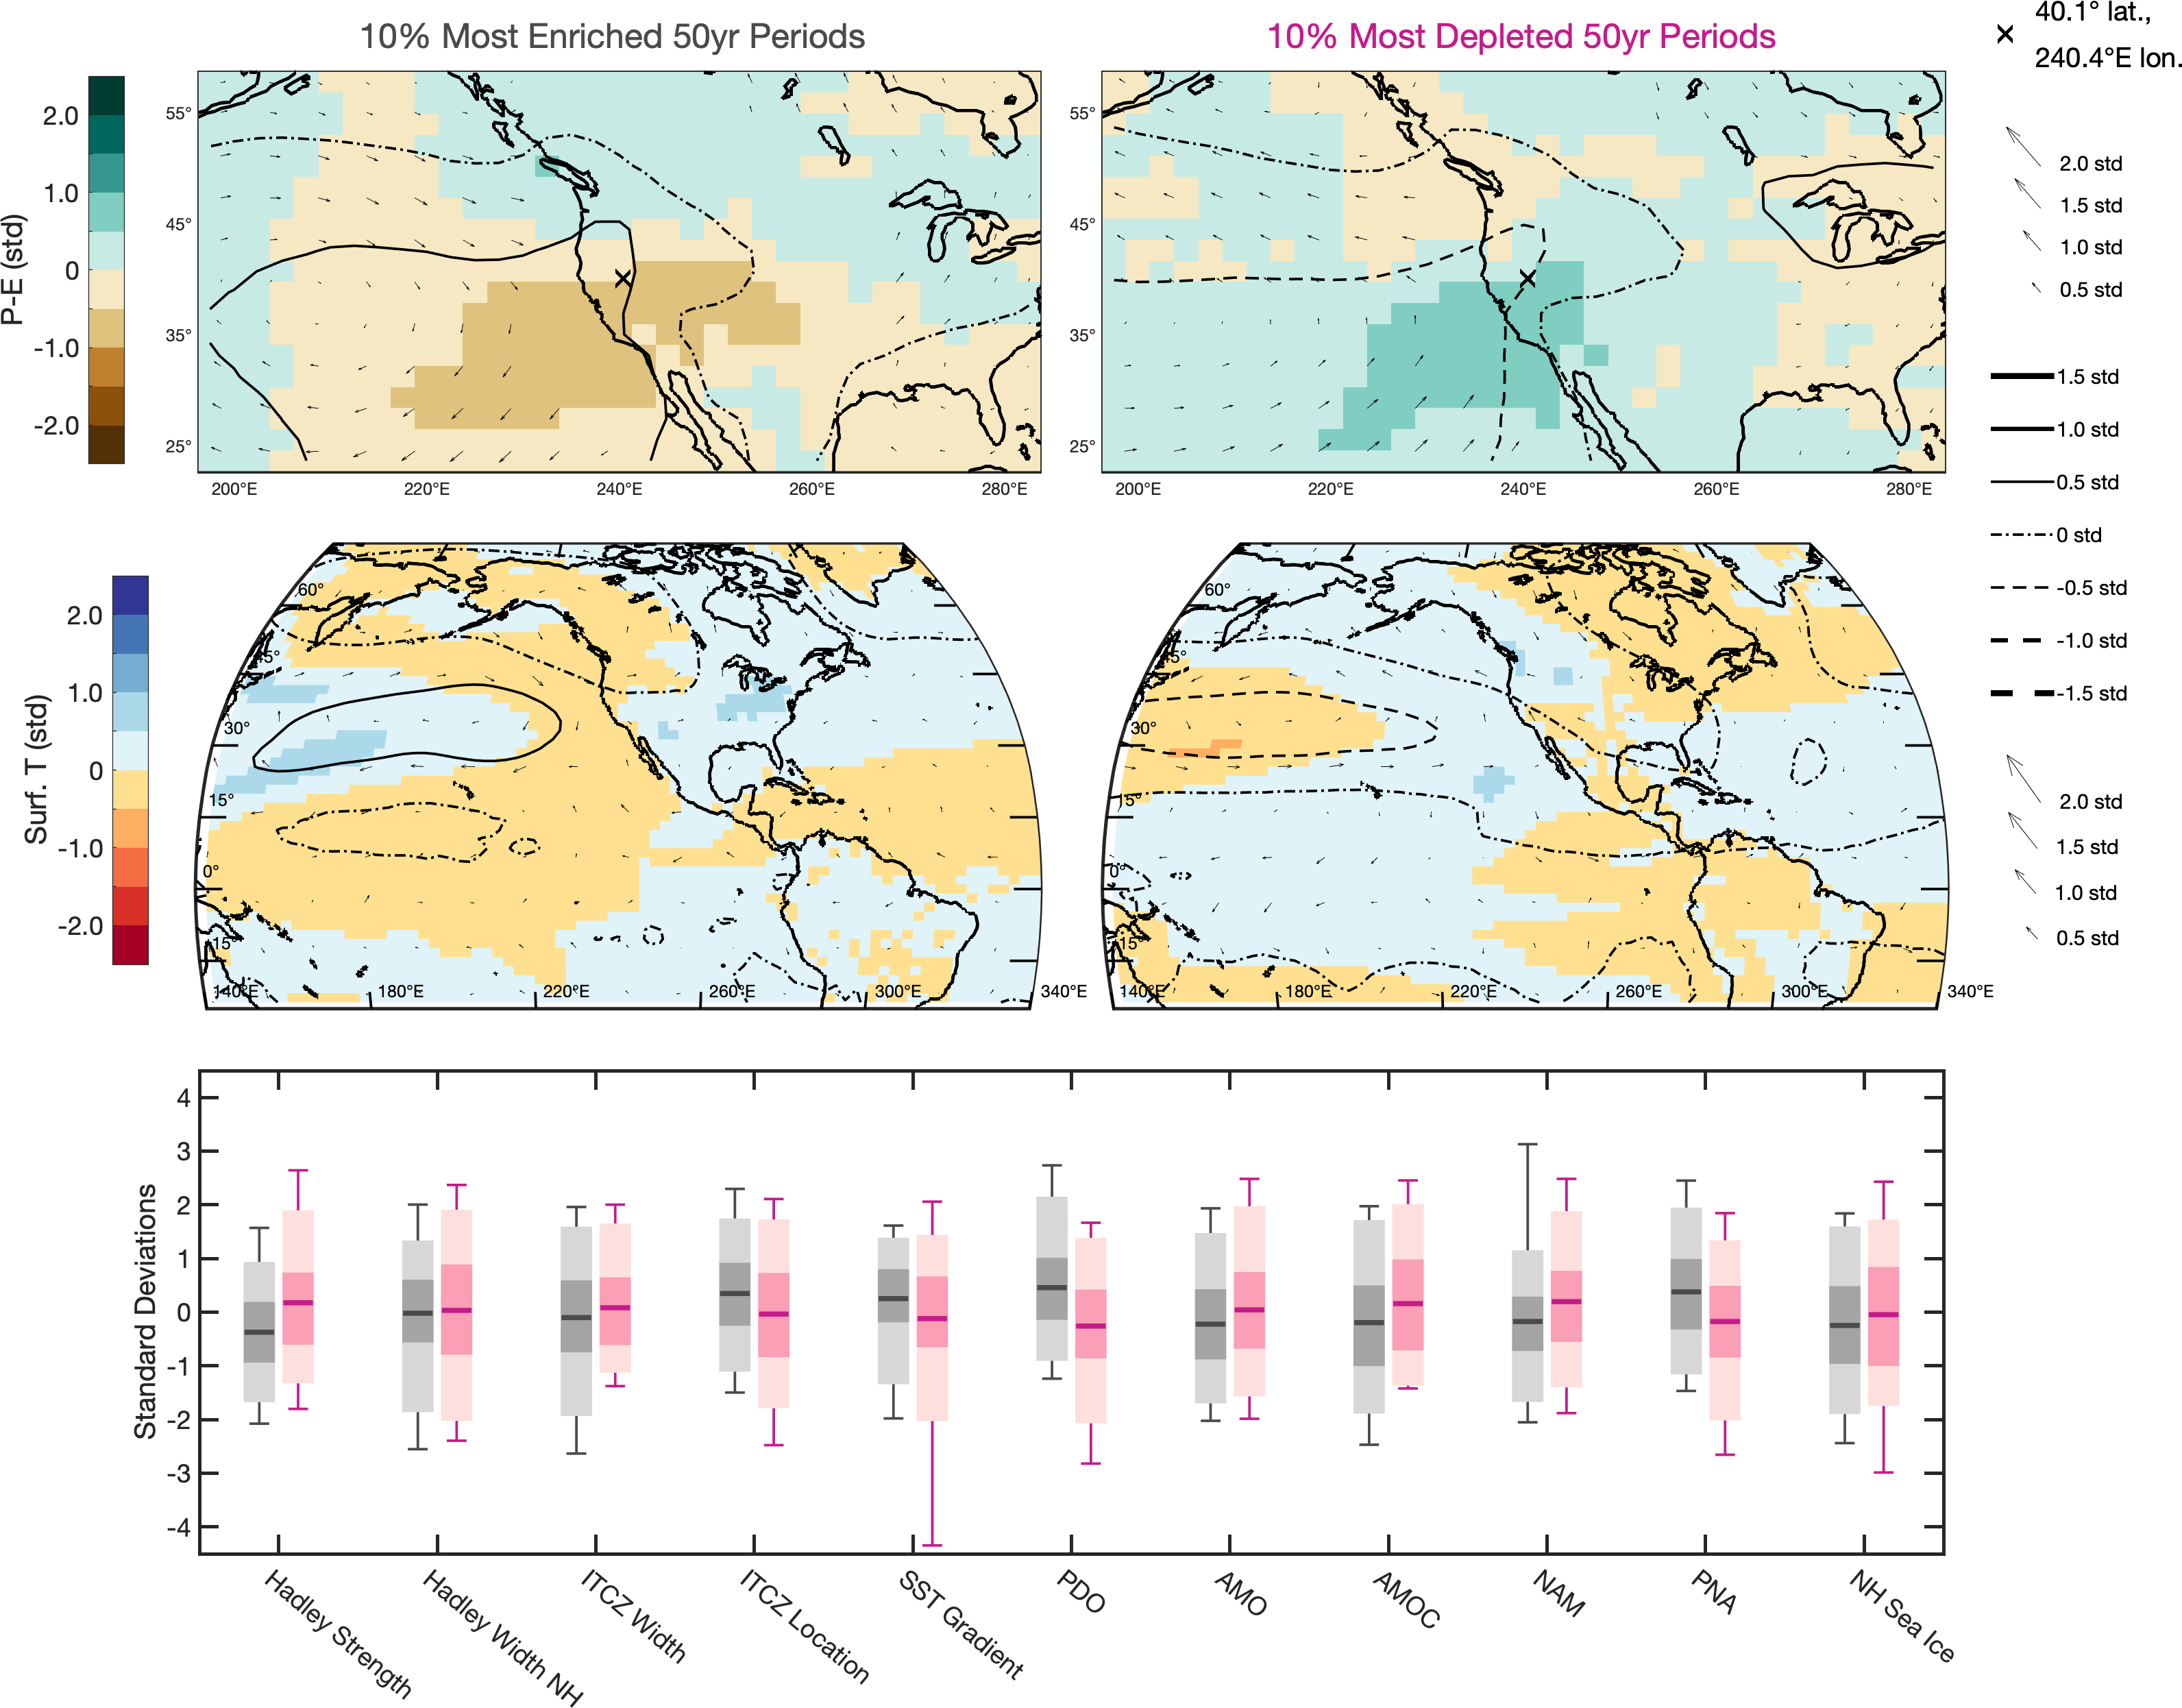 10% Most Enriched 50yr Periods
10% Most Depleted 50yr Periods
40.1° lat.,
240.4°E lon.
P-E (std)
2.0
1.0
0
-1.0
-2.0
55°
45°
35°
25°
200°E
220°E
240°E
260°E
280°E
55°
45°
35°
25°
200°E
220°E
240°E
260°E
280°E
2.0 std
1.5 std
1.0 std
0.5 std
1.5 std
1.0 std
0.5 std
0 std
-0.5 std
-1.0 std
-1.5 std
Surf. T (std)
2.0
1.0
0
-1.0
-2.0
60°
45°
30°
15°
0°
-15°
140°E
180°E
220°E
260°E
300°E
340°E
60°
45°
30°
15°
0°
-15°
140°E
180°E
220°E
260°E
300°E
340°E
2.0 std
1.5 std
1.0 std
0.5 std
Standard Deviations
4
3
2
1
0
-1
-2
-3
-4
Hadley Strength
Hadley Width NH
ITCZ Width
ITCZ Location
SST Gradient
PDO
AMO
AMOC
NAM
PNA
NH Sea Ice